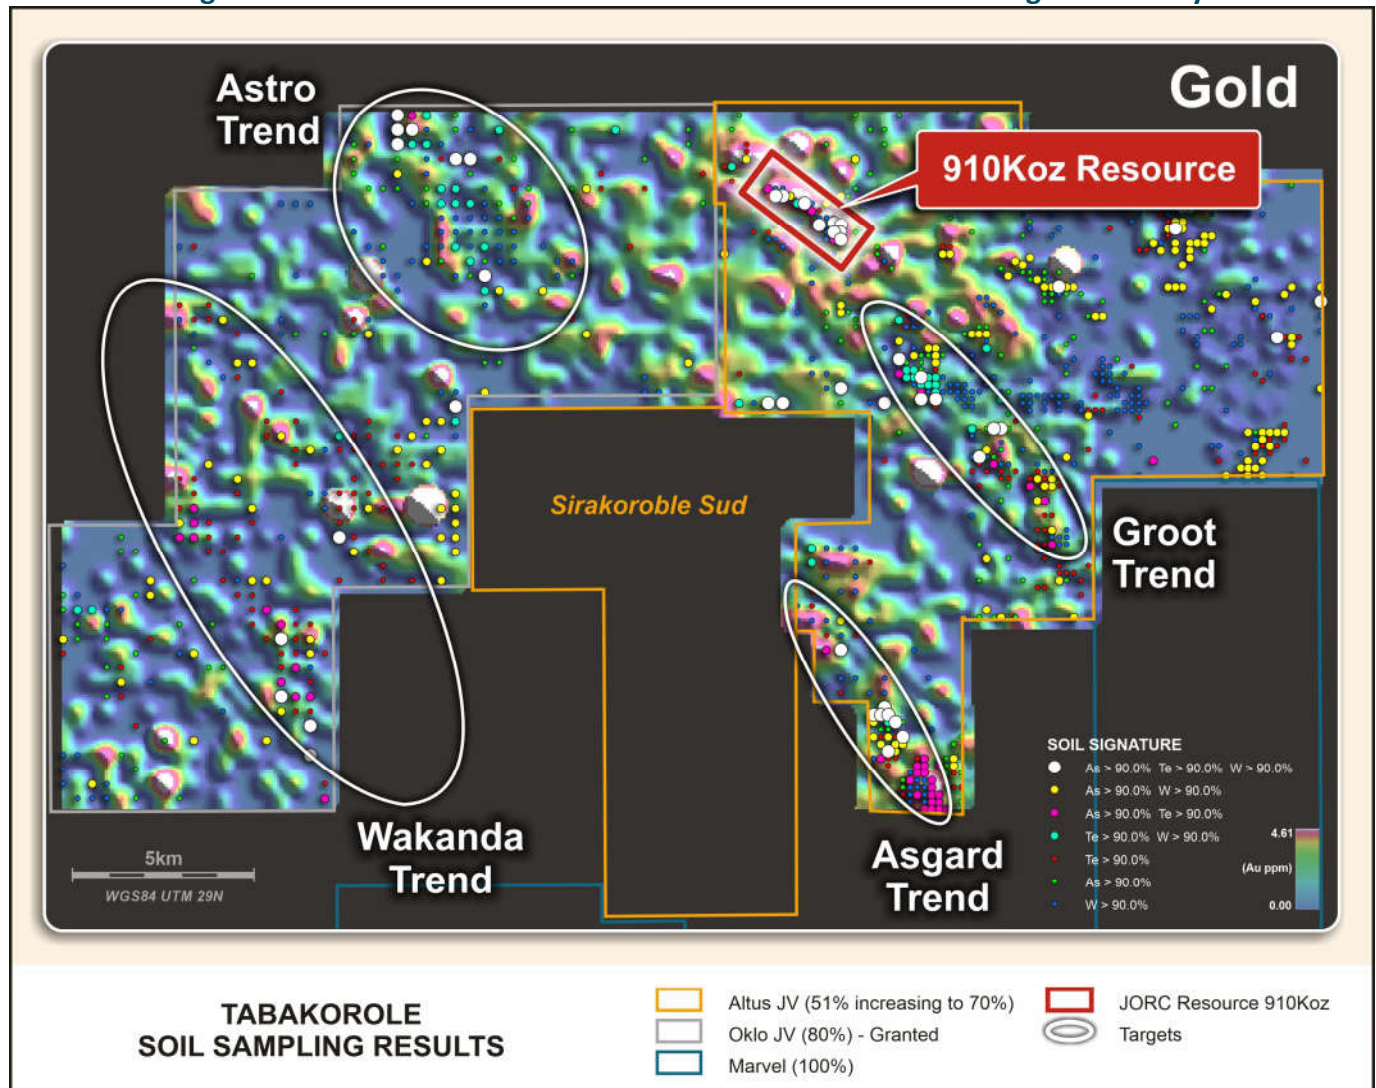 Gold
Astro
Trend
910Koz Resource
Sirakoroble Sud
Groot
Trend
Wakanda
Trend
Asgard
Trend
5km
WGS84 UTM 29N
SOIL SIGNATURE
As > 90.0% Te > 90.0% W > 90.0%
As > 90.0% W > 90.0%
As > 90.0% Te > 90.0%
Te > 90.0% W > 90.0%
Te > 90.0%
As > 90.0%
W > 90.0%
4.61
(Au ppm)
0.00
TABAKOROLE
SOIL SAMPLING RESULTS
Altus JV (51% increasing to 70%)
Oklo JV (80%) - Granted
Marvel (100%)
JORC Resource 910Koz
Targets